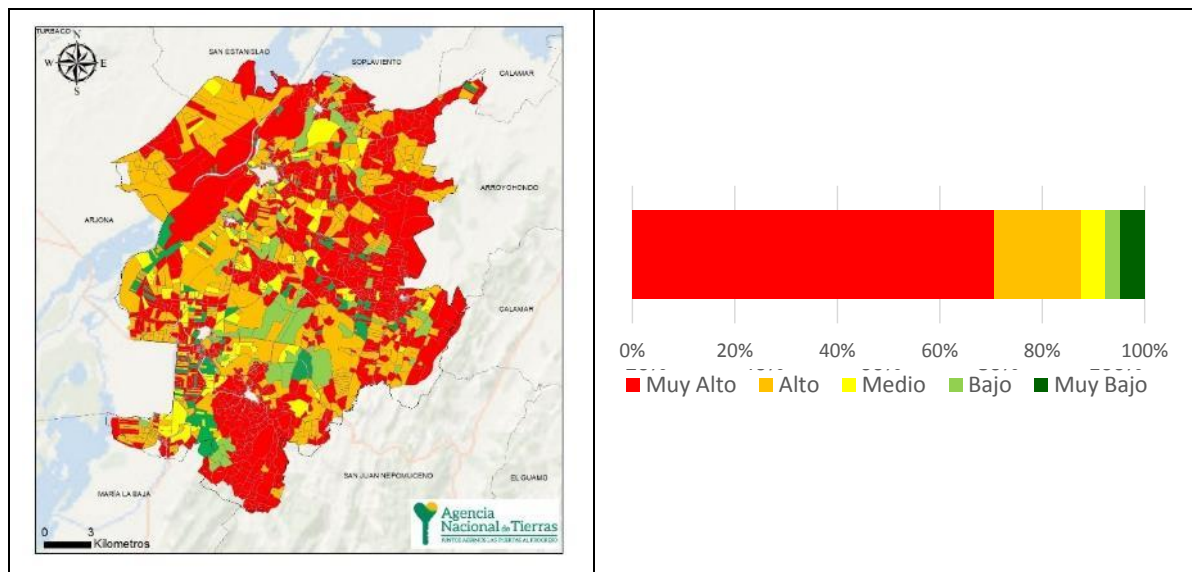 TURBACO
N
SAN ESTANISLAO
SOPLAVIENTO
CALAMAR
W E
S
ARROYOHONDO
ARJONA
CALAMAR
SAN JUAN NEPOMUCENO
EL GUAMO
MARÍA LA BAJA
0 3
Kilometros
Agencia
Nacional de Tierras
0% 20% 40% 60% 80% 100%
Muy Alto Alto Medio Bajo Muy Bajo